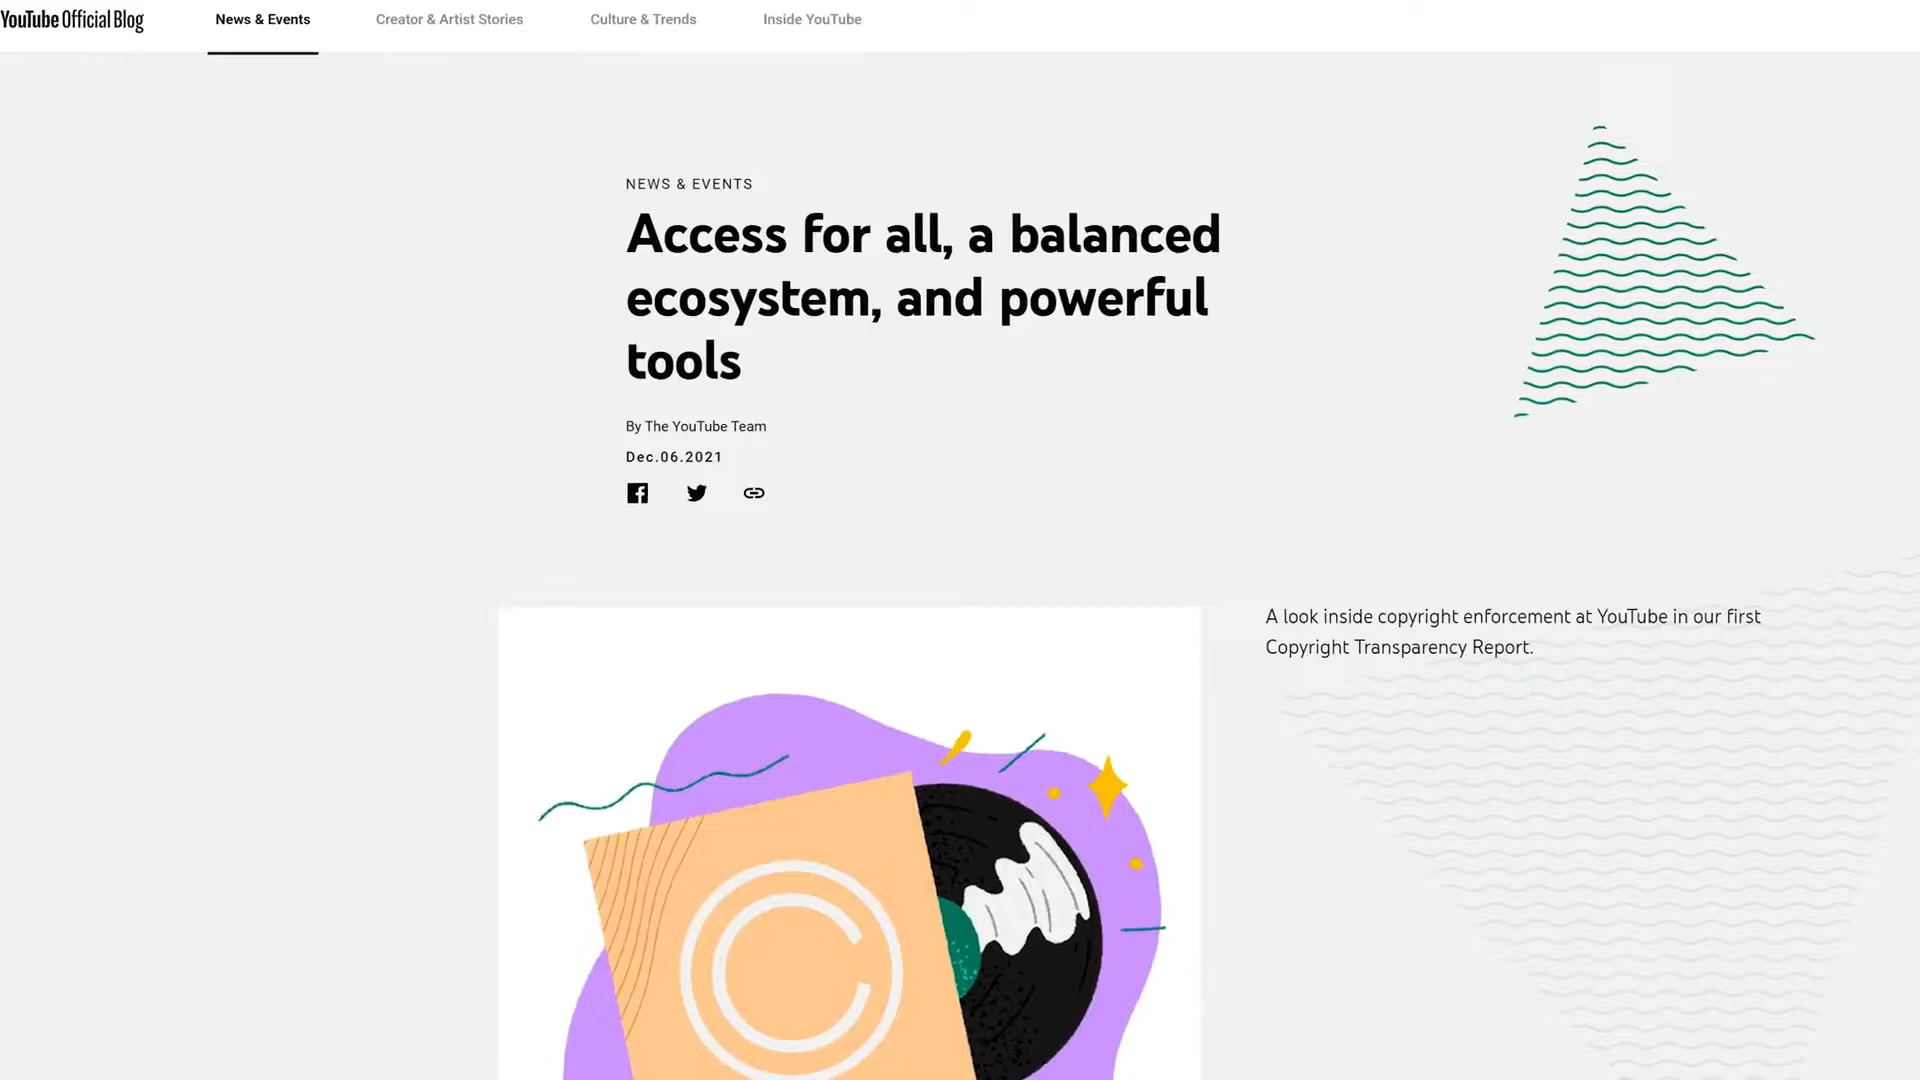 YouTube Official Blog
News & Events
Creator & Artist Stories
Culture & Trends
Inside YouTube
NEWS & EVENTS
Access for all, a balanced
ecosystem, and powerful
tools
By The YouTube Team
Dec.06.2021
A look inside copyright enforcement at YouTube in our first
Copyright Transparency Report.